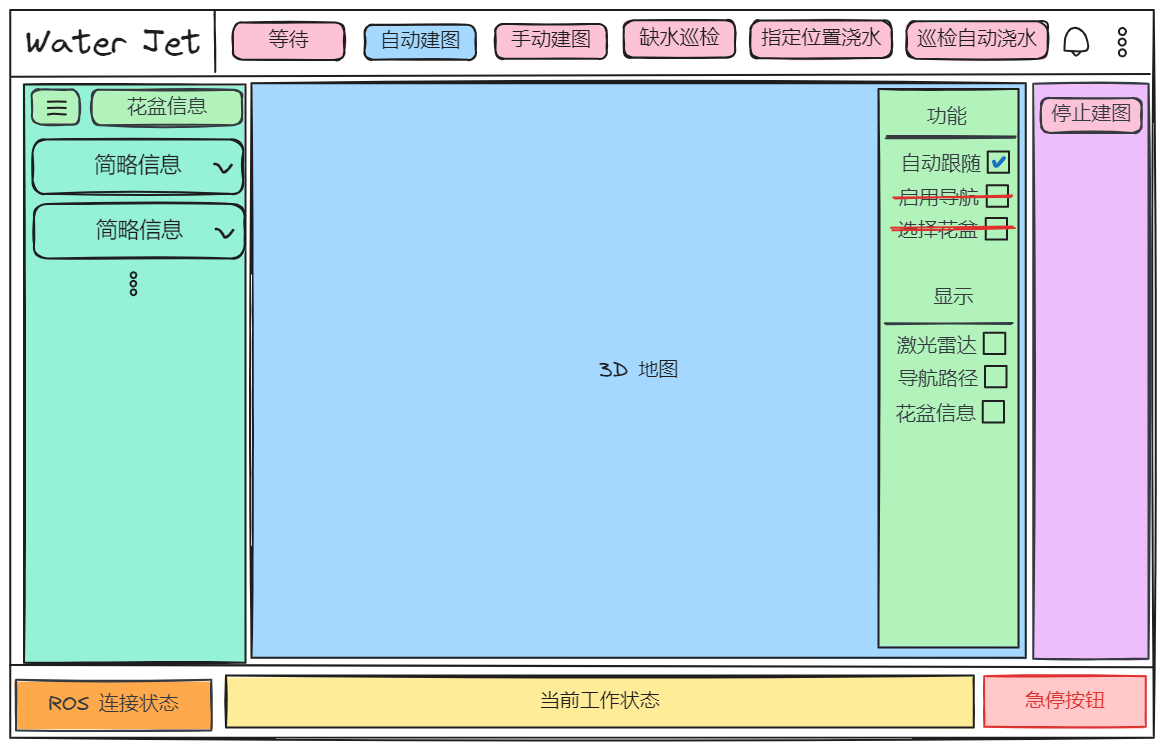 Water Jet
等待
自动建图
手动建图
缺水巡检
指定位置浇水
巡检自动浇水
花盆信息
简略信息
简略信息
3D 地图
功能
自动跟随
启用导航
选择花盆
显示
激光雷达
导航路径
花盆信息
停止建图
ROS 连接状态
当前工作状态
急停按钮